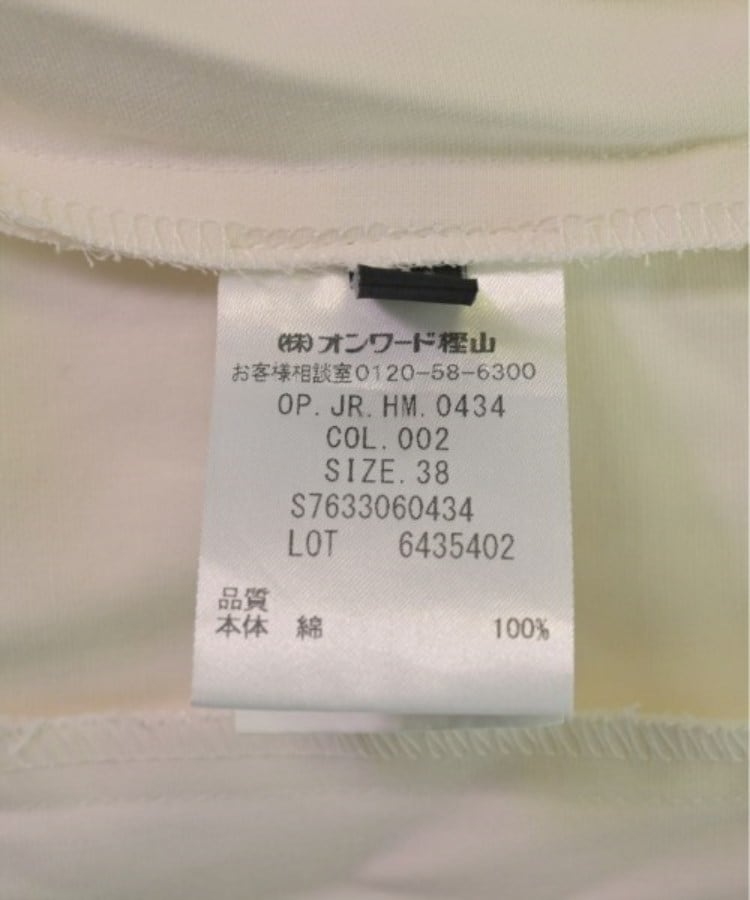 (株)オンワード樫山
お客様相談室0120-58-6300
OP.JR.HM.0434
COL.002
SIZE.38
S7633060434
LOT 6435402
品質
本体 綿 100%